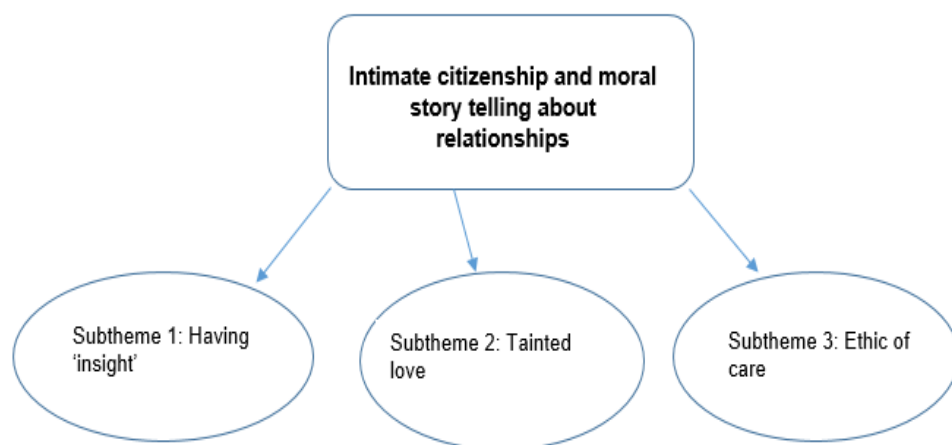 Intimate citizenship and moral
story telling about
relationships
Subtheme 1: Having
‘insight’
Subtheme 2: Tainted
love
Subtheme 3: Ethic of
care